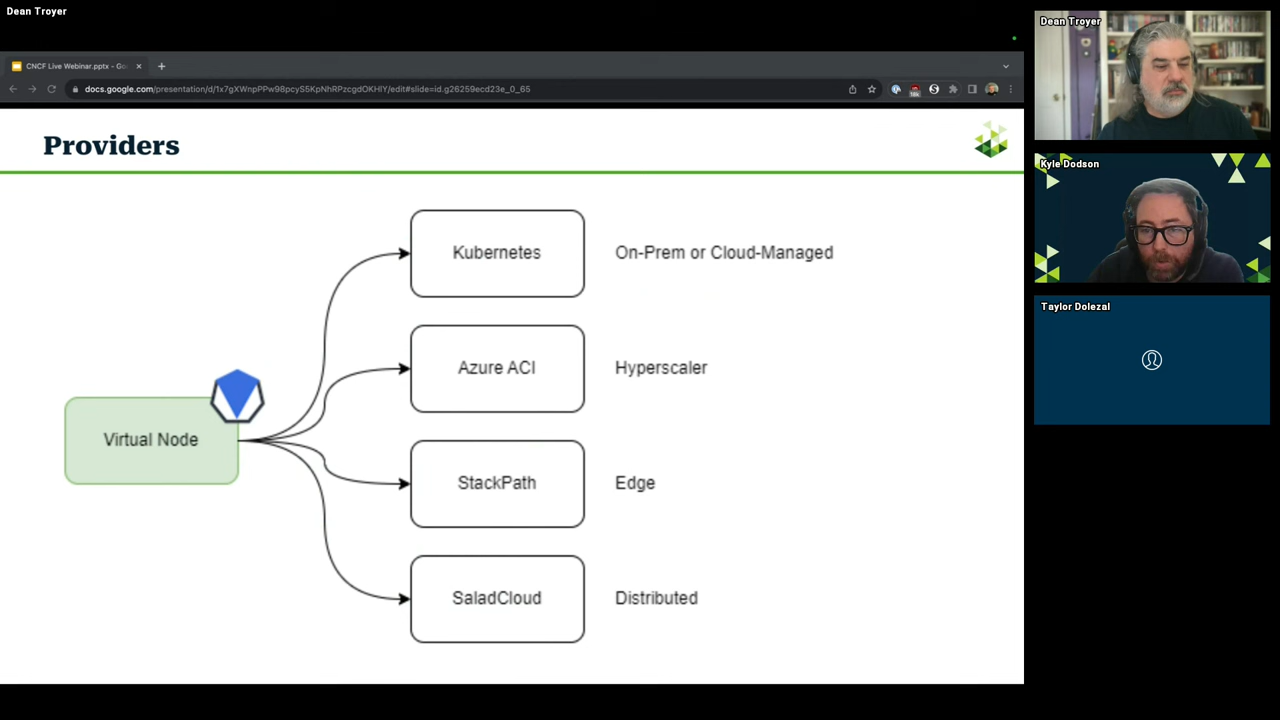 Dean Troyer
CNCF Live Webinar.pptx - Go
docs.google.com/presentation/d/1x7gXWnpPPw98pcyS5KpNhRPzcgdOKHIY/edit#slide=id.g26259ecd23e_0_65
Providers
Kubernetes
On-Prem or Cloud-Managed
Azure ACI
Hyperscaler
Virtual Node
StackPath
Edge
SaladCloud
Distributed
Dean Troyer
Kyle Dodson
Taylor Dolezal